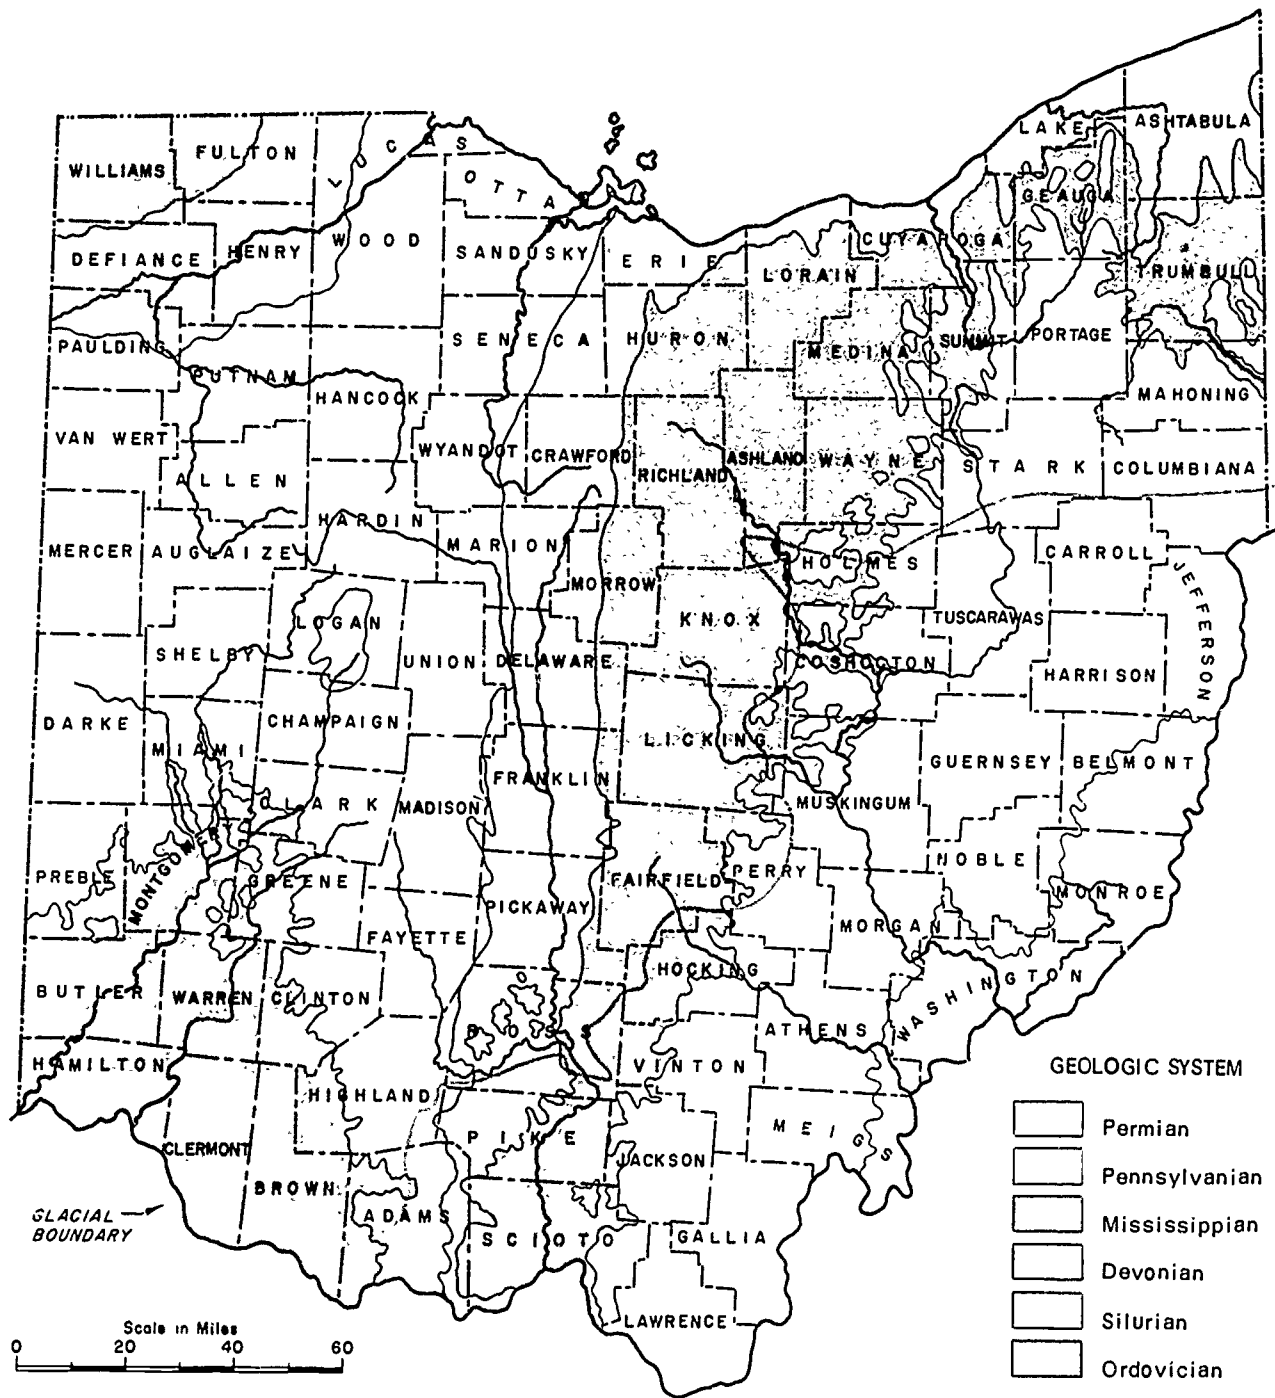 LAKE
ASHTABULA
FULTON
LUCAS
WILLIAMS
OTTA
GEAUGA
HENRY
WOOD
CUYAHOGA
DEFIANCE
SANDUSKY
ERIE
LORAIN
TRUMBULL
PAULDING
SENECA
HURON
MEDINA
SUMMIT
PORTAGE
PUTNAM
HANCOCK
MAHONING
VAN WERT
WYANDOT
CRAWFORD
RICHLAND
ASHLAND
WAYNE
STARK
COLUMBIANA
ALLEN
HARDIN
MERCER
AUGLAIZE
MARION
MORROW
HOLMES
CARROLL
JEFFERSON
LOGAN
KNOX
TUSCARAWAS
SHELBY
UNION
DELAWARE
COSHOCTON
HARRISON
DARKE
CHAMPAIGN
MIAMI
LICKING
FRANKLIN
GUERNSEY
BELMONT
CLARK
MADISON
MUSKINGUM
MONTGOMERY
PREBLE
GREENE
FAIRFIELD
PERRY
NOBLE
MONROE
PICKAWAY
FAYETTE
MORGAN
HOCKING
WASHINGTON
BUTLER
WARREN
CLINTON
ROSS
ATHENS
HAMILTON
VINTON
GEOLOGIC SYSTEM
HIGHLAND
CLERMONT
PIKE
JACKSON
MEIGS
Permian
Pennsylvanian
BROWN
ADAMS
SCIOTO
GALLIA
Mississippian
GLACIAL
BOUNDARY
Devonian
LAWRENCE
Silurian
Scale in Miles
0 20 40 60
Ordovician